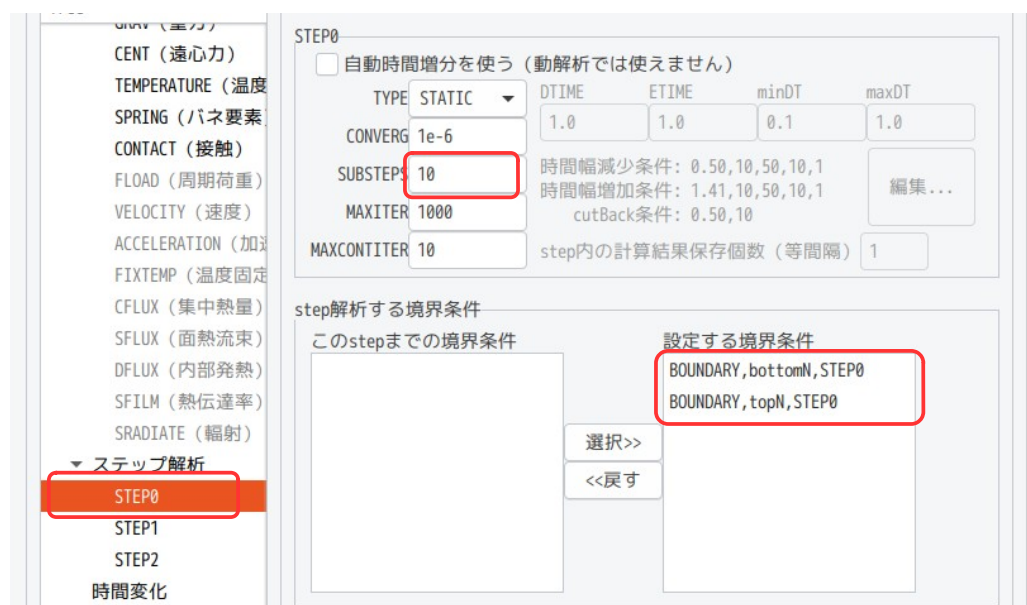 CENT (遠心力)
TEMPERATURE (温度
SPRING (バネ要素)
CONTACT (接触)
FLOAD (周期荷重)
VELOCITY (速度)
ACCELERATION (加速
FIXTEMP (温度固定
CFLUX (集中熱量)
SFLUX (面熱流束)
DFLUX (内部発熱)
SFILM (熱伝達率)
SRADIATE (輻射)
ステップ解析
STEP0
STEP1
STEP2
時間変化
STEP0
自動時間増分を使う (動解析では使えません)
TYPE STATIC DTIME ETIME minDT maxDT
1.0 1.0 0.1 1.0
CONVERG 1e-6
SUBSTEPS 10
時間幅減少条件: 0.50,10,50,10,1
時間幅増加条件: 1.41,10,50,10,1
cutBack条件: 0.50,10
編集...
MAXITER 1000
MAXCONTITER 10
step内の計算結果保存個数 (等間隔) 1
step解析する境界条件
このstepまでの境界条件
設定する境界条件
BOUNDARY,bottomN,STEP0
BOUNDARY,topN,STEP0
選択>>
<<戻す